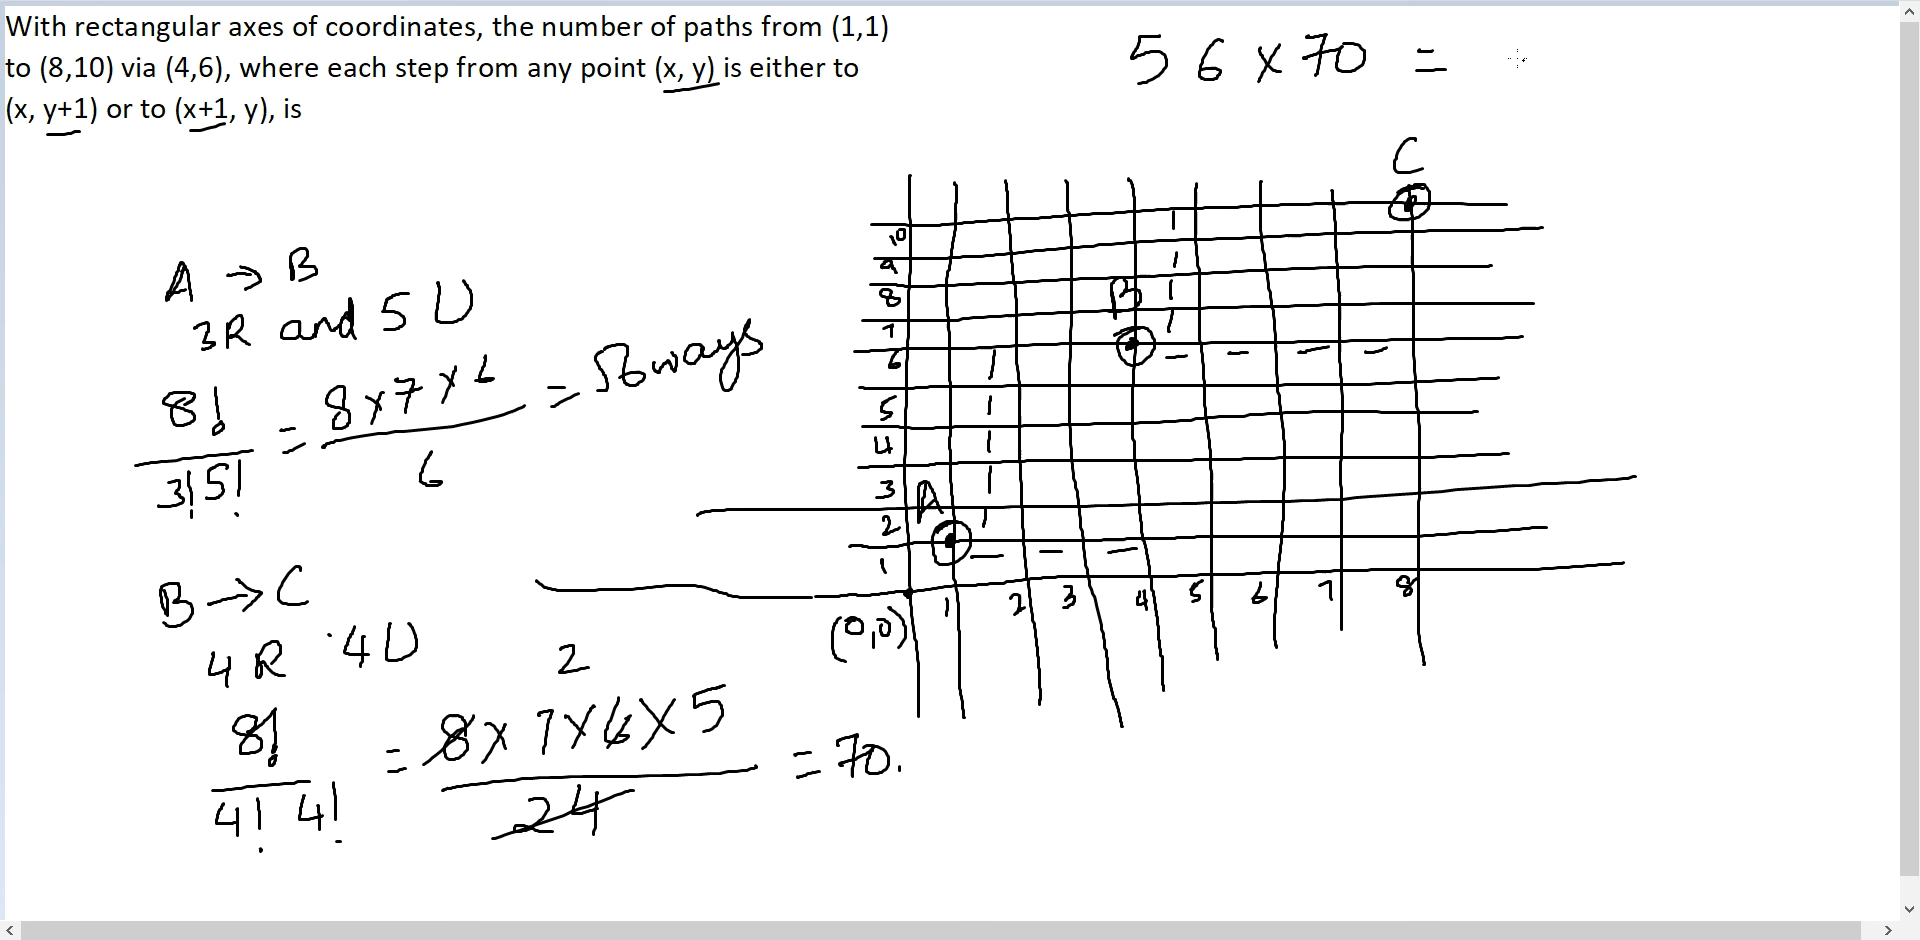 With rectangular axes of coordinates, the number of paths from (1,1)
to (8,10) via (4,6), where each step from any point (x, y) is either to
(x, y+1) or to (x+1, y), is
56 x 70 =
A → B
3R and 5U
8! / 3!5! = 8x7x6 / 6 = 56 ways
B → C
4R 4U
2
8! / 4! 4! = 8x7x6x5 / 24 = 70.
C
10
9
8
B
7
6
5
4
3
A
2
1
(0,0)
1 2 3 4 5 6 7 8